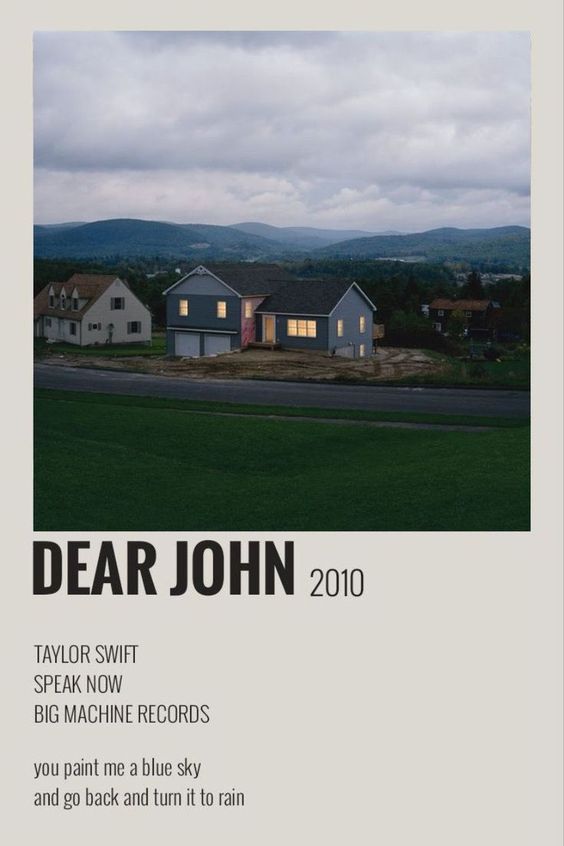 DEAR JOHN 2010
TAYLOR SWIFT
SPEAK NOW
BIG MACHINE RECORDS
you paint me a blue sky
and go back and turn it to rain